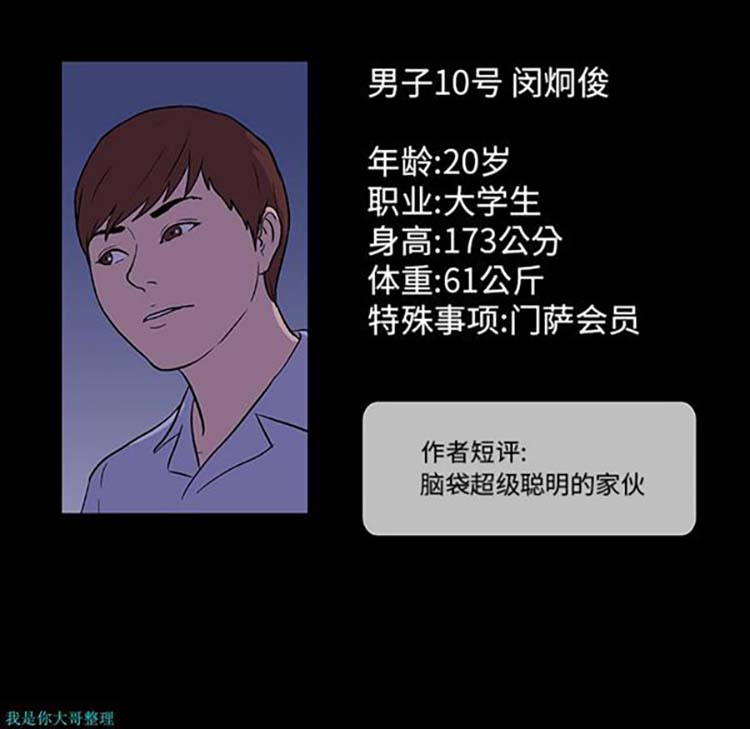 男子10号 闵炯俊
年龄:20岁
职业:大学生
身高:173公分
体重:61公斤
特殊事项:门萨会员
作者短评:
脑袋超级聪明的家伙
我是你大哥整理